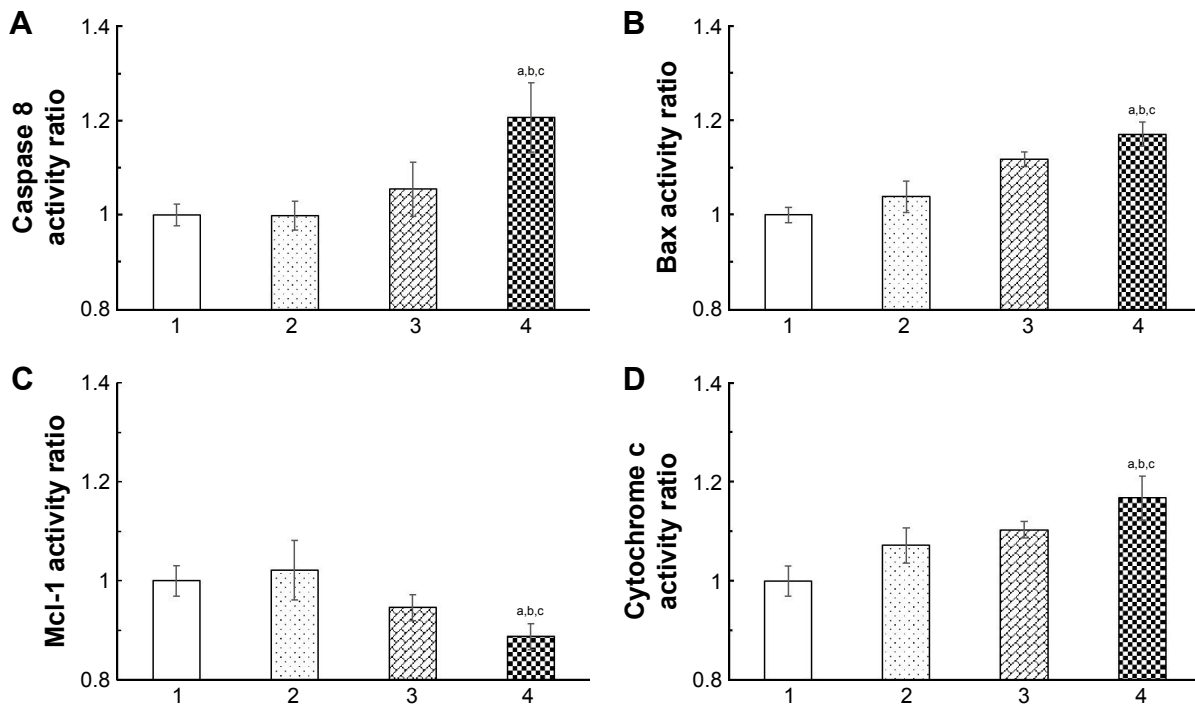 A
Caspase 8
activity ratio
1.4
1.2
1
0.8
a,b,c
1 2 3 4
B
Bax activity ratio
1.4
1.2
1
0.8
a,b,c
1 2 3 4
C
Mcl-1 activity ratio
1.4
1.2
1
0.8
a,b,c
1 2 3 4
D
Cytochrome c
activity ratio
1.4
1.2
1
0.8
a,b,c
1 2 3 4